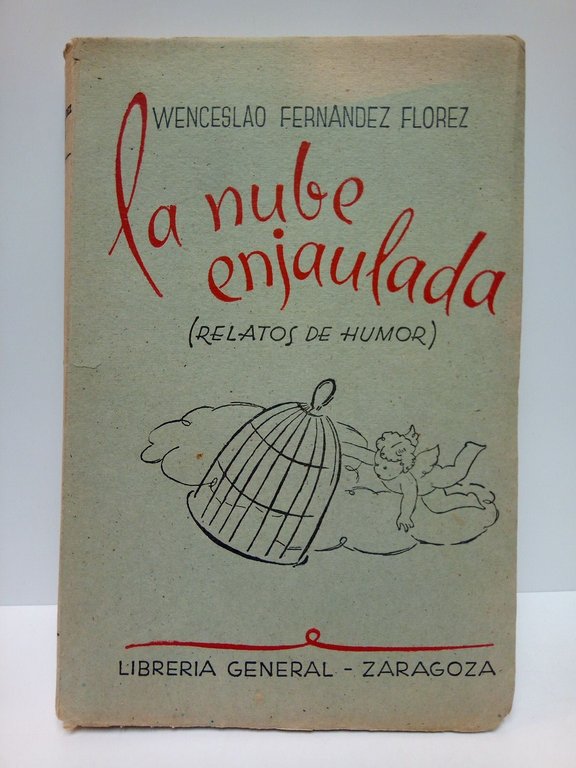 WENCESLAO FERNANDEZ FLOREZ
la nube
enjaulada
(RELATOS DE HUMOR)
LIBRERIA GENERAL - ZARAGOZA